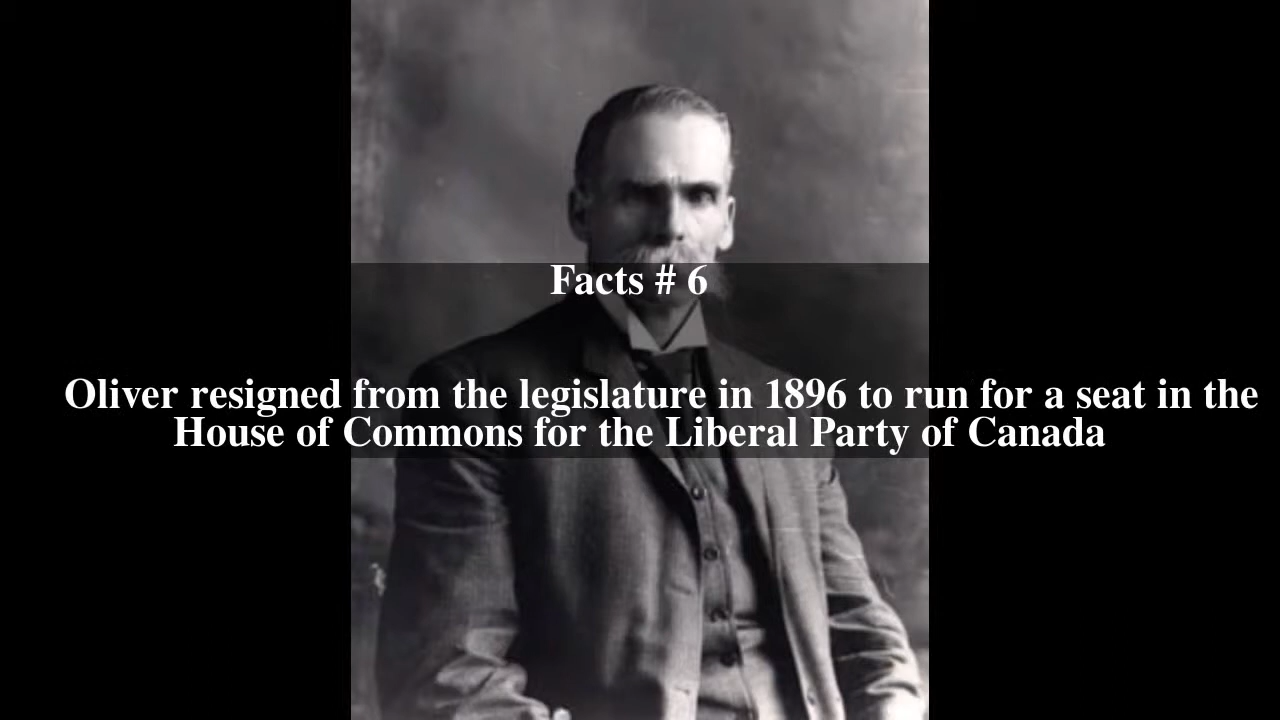 Facts # 6
Oliver resigned from the legislature in 1896 to run for a seat in the
House of Commons for the Liberal Party of Canada